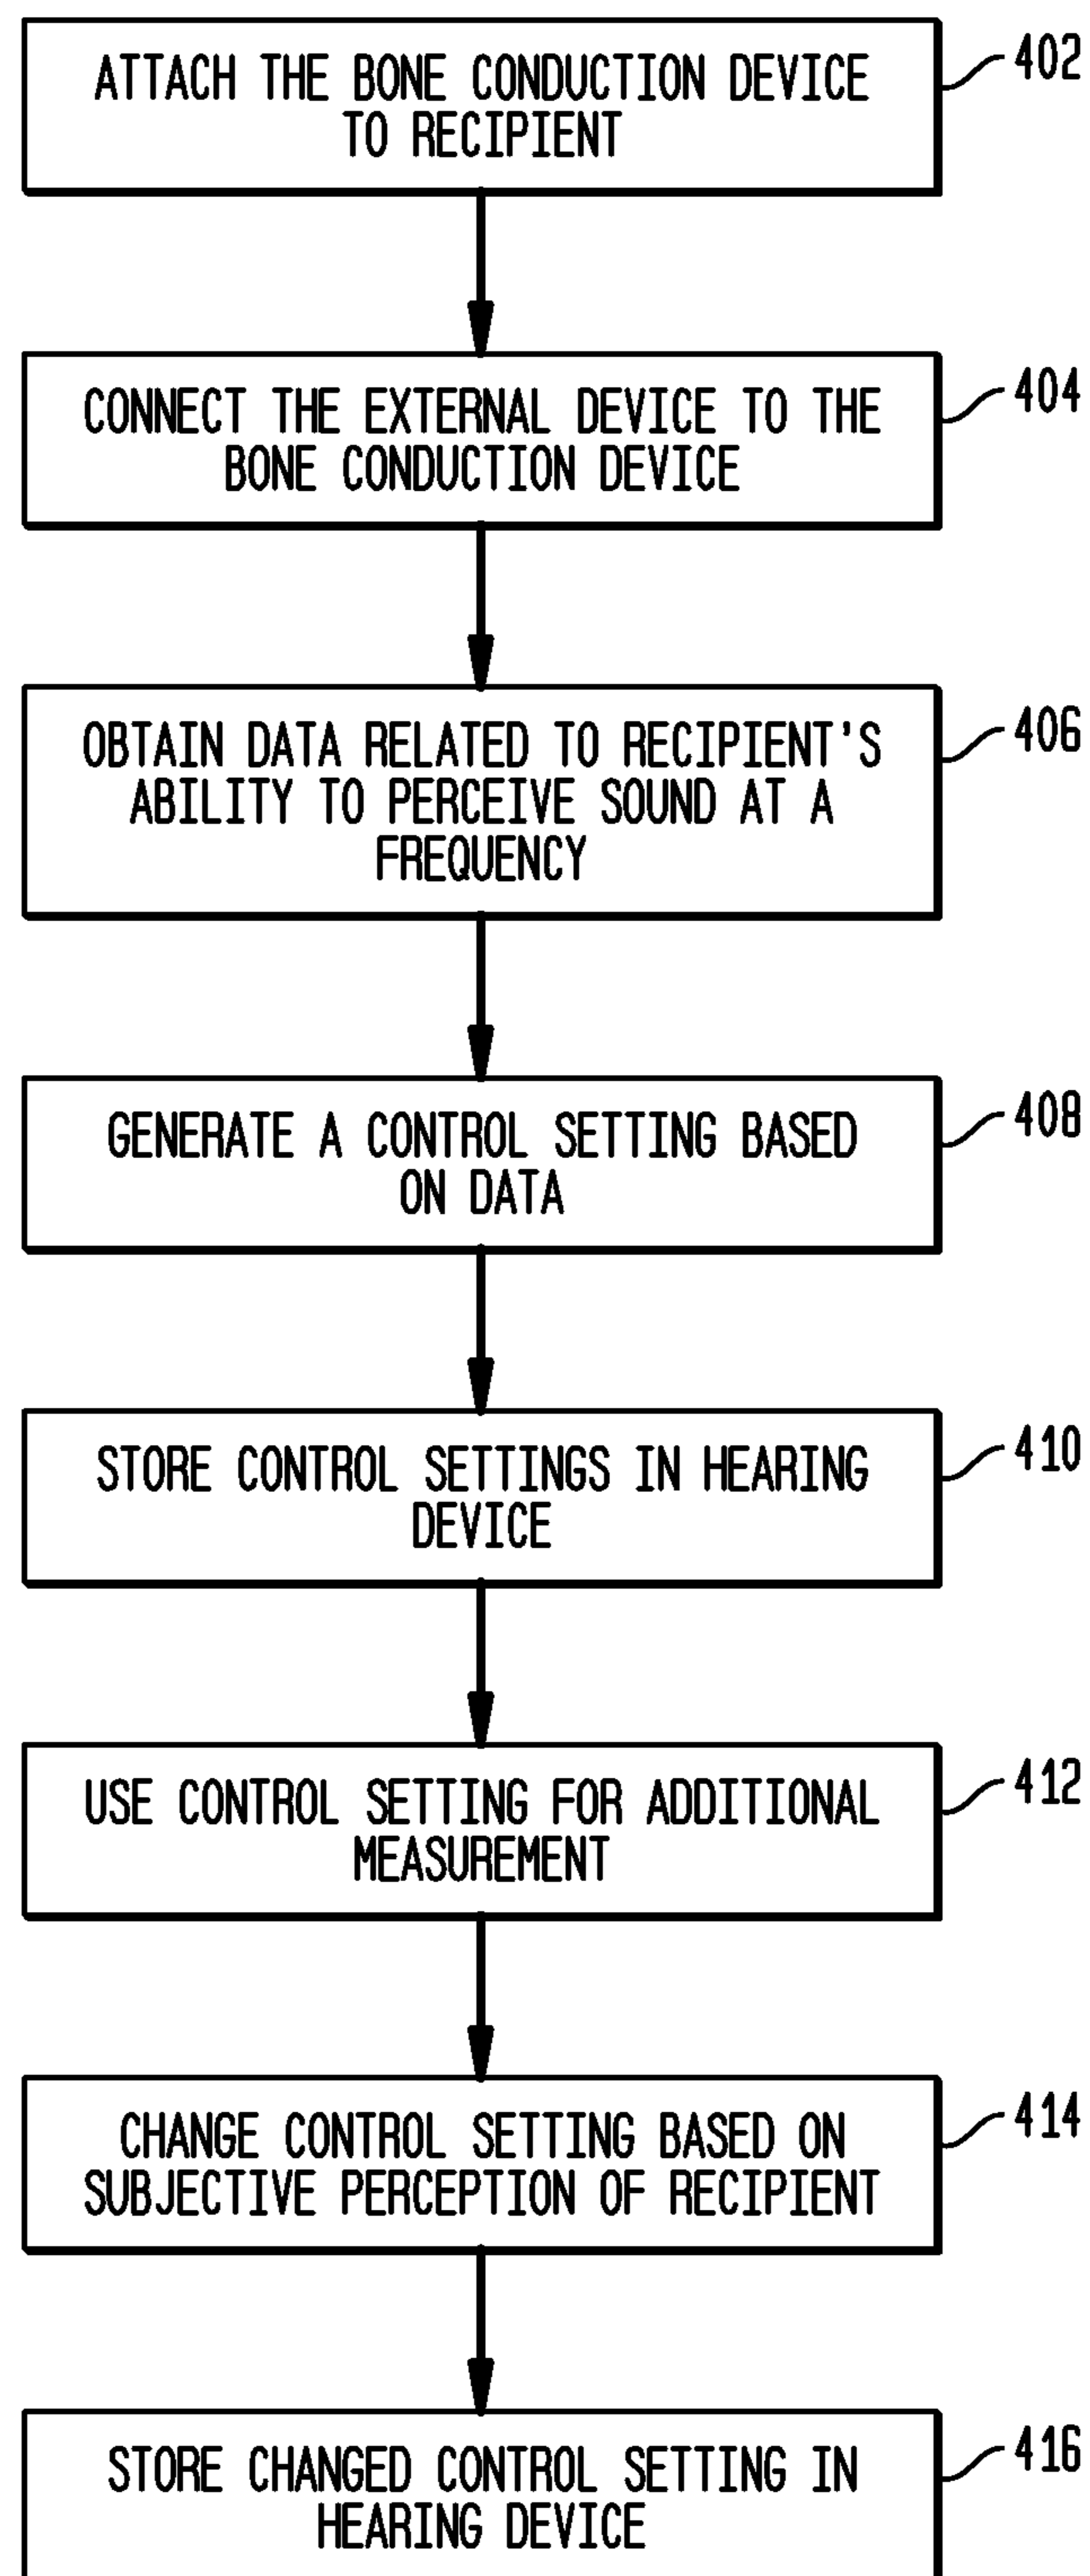 ATTACH THE BONE CONDUCTION DEVICE
TO RECIPIENT
402
CONNECT THE EXTERNAL DEVICE TO THE
BONE CONDUCTION DEVICE
404
OBTAIN DATA RELATED TO RECIPIENT'S
ABILITY TO PERCEIVE SOUND AT A
FREQUENCY
406
GENERATE A CONTROL SETTING BASED
ON DATA
408
STORE CONTROL SETTINGS IN HEARING
DEVICE
410
USE CONTROL SETTING FOR ADDITIONAL
MEASUREMENT
412
CHANGE CONTROL SETTING BASED ON
SUBJECTIVE PERCEPTION OF RECIPIENT
414
STORE CHANGED CONTROL SETTING IN
HEARING DEVICE
416